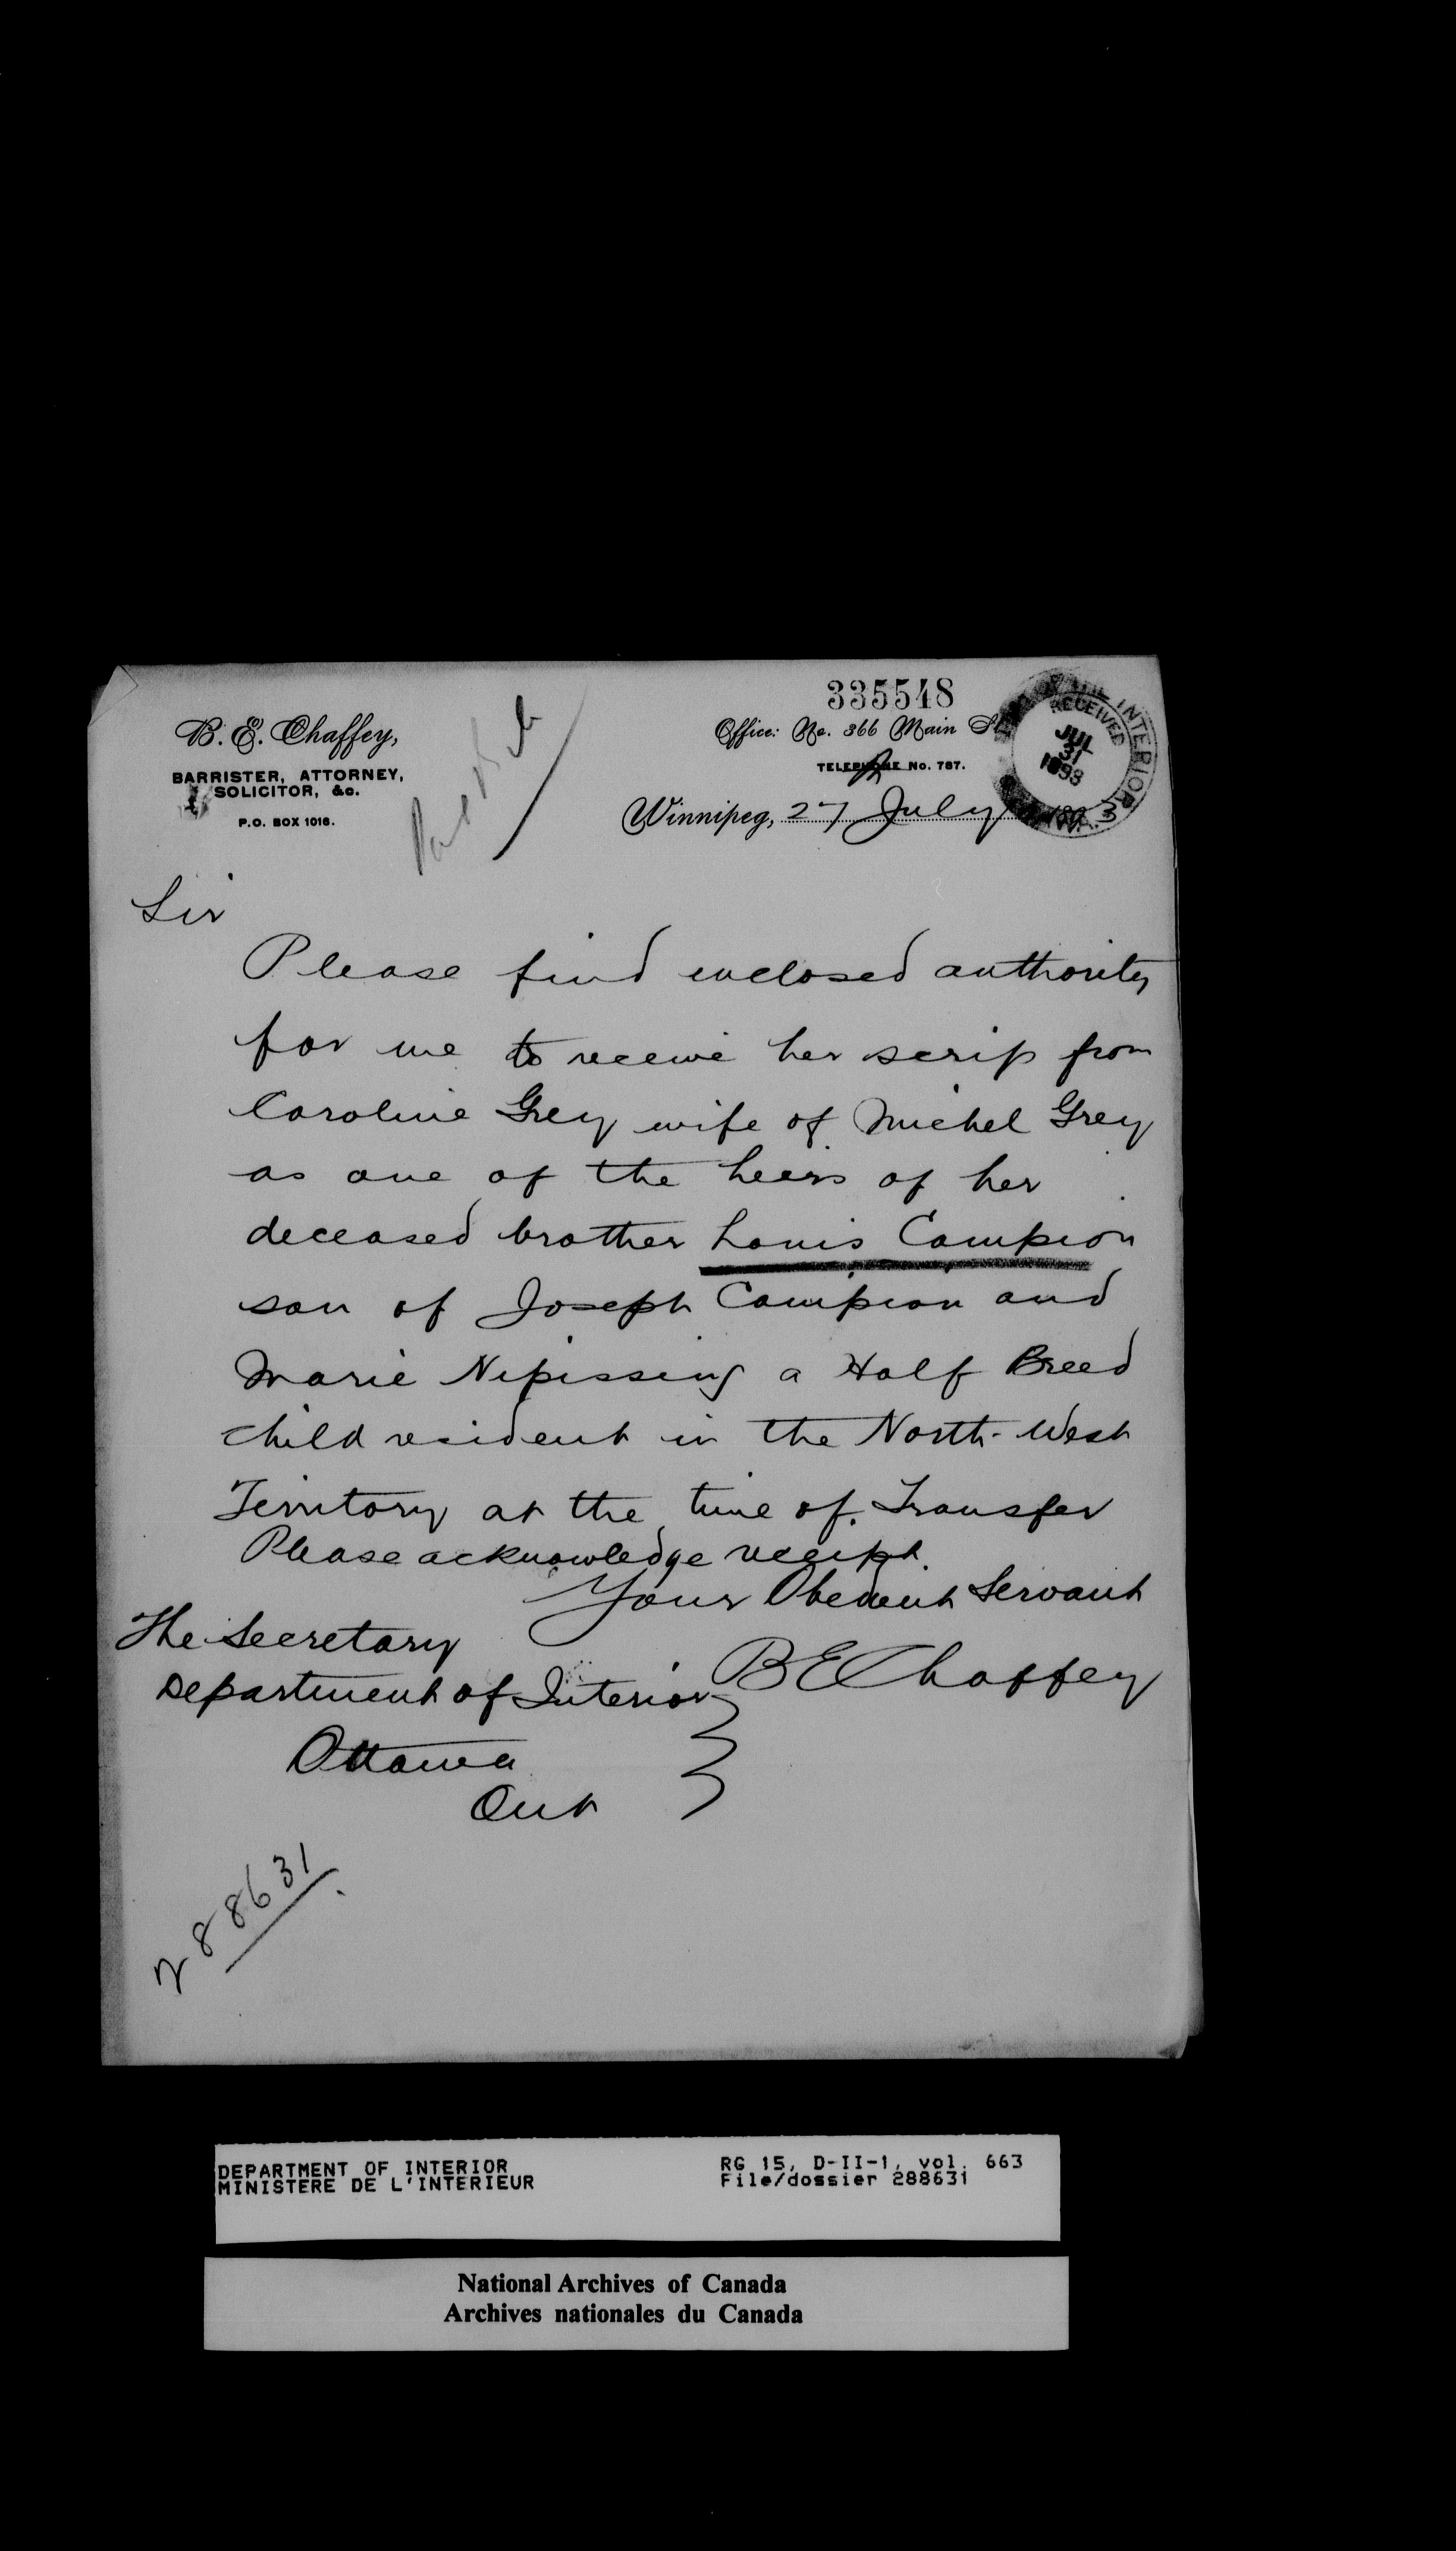 335548
B. E. Chaffey,
BARRISTER, ATTORNEY,
SOLICITOR, &c.
P.O. BOX 1016.
Office: No. 366 Main
TELEPHONE No. 787.
THE INTERIOR
RECEIVED
JUL
31
1893
Winnipeg, 27 July 1893
Sir
Please find enclosed authority
for me to receive her scrip from
Caroline Grey wife of Michel Grey
as one of the heirs of her
deceased brother Louis Campion
son of Joseph Campion and
Marie Nipissing a Half Breed
child resident in the North-West
Territory at the time of Transfer
Please acknowledge receipt.
Your Obedient Servant
B E Chaffey
The Secretary
Department of Interior
Ottawa
Ont
288631
DEPARTMENT OF INTERIOR
MINISTERE DE L'INTERIEUR
RG 15, D-II-1, vol. 663
File/dossier 288631
National Archives of Canada
Archives nationales du Canada